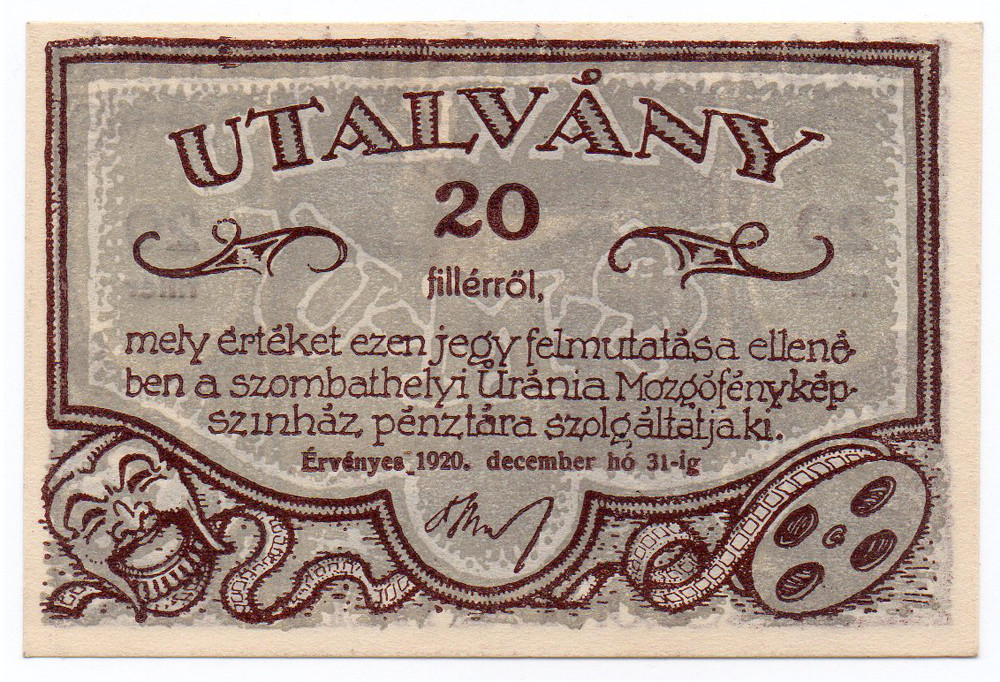 UTALVÁNY
20
fillérről,
mely értéket ezen jegy felmutatása ellené-
ben a szombathelyi Uránia Mozgófénykép-
szinház pénztára szolgáltatja ki.
Érvényes 1920. december hó 31-ig